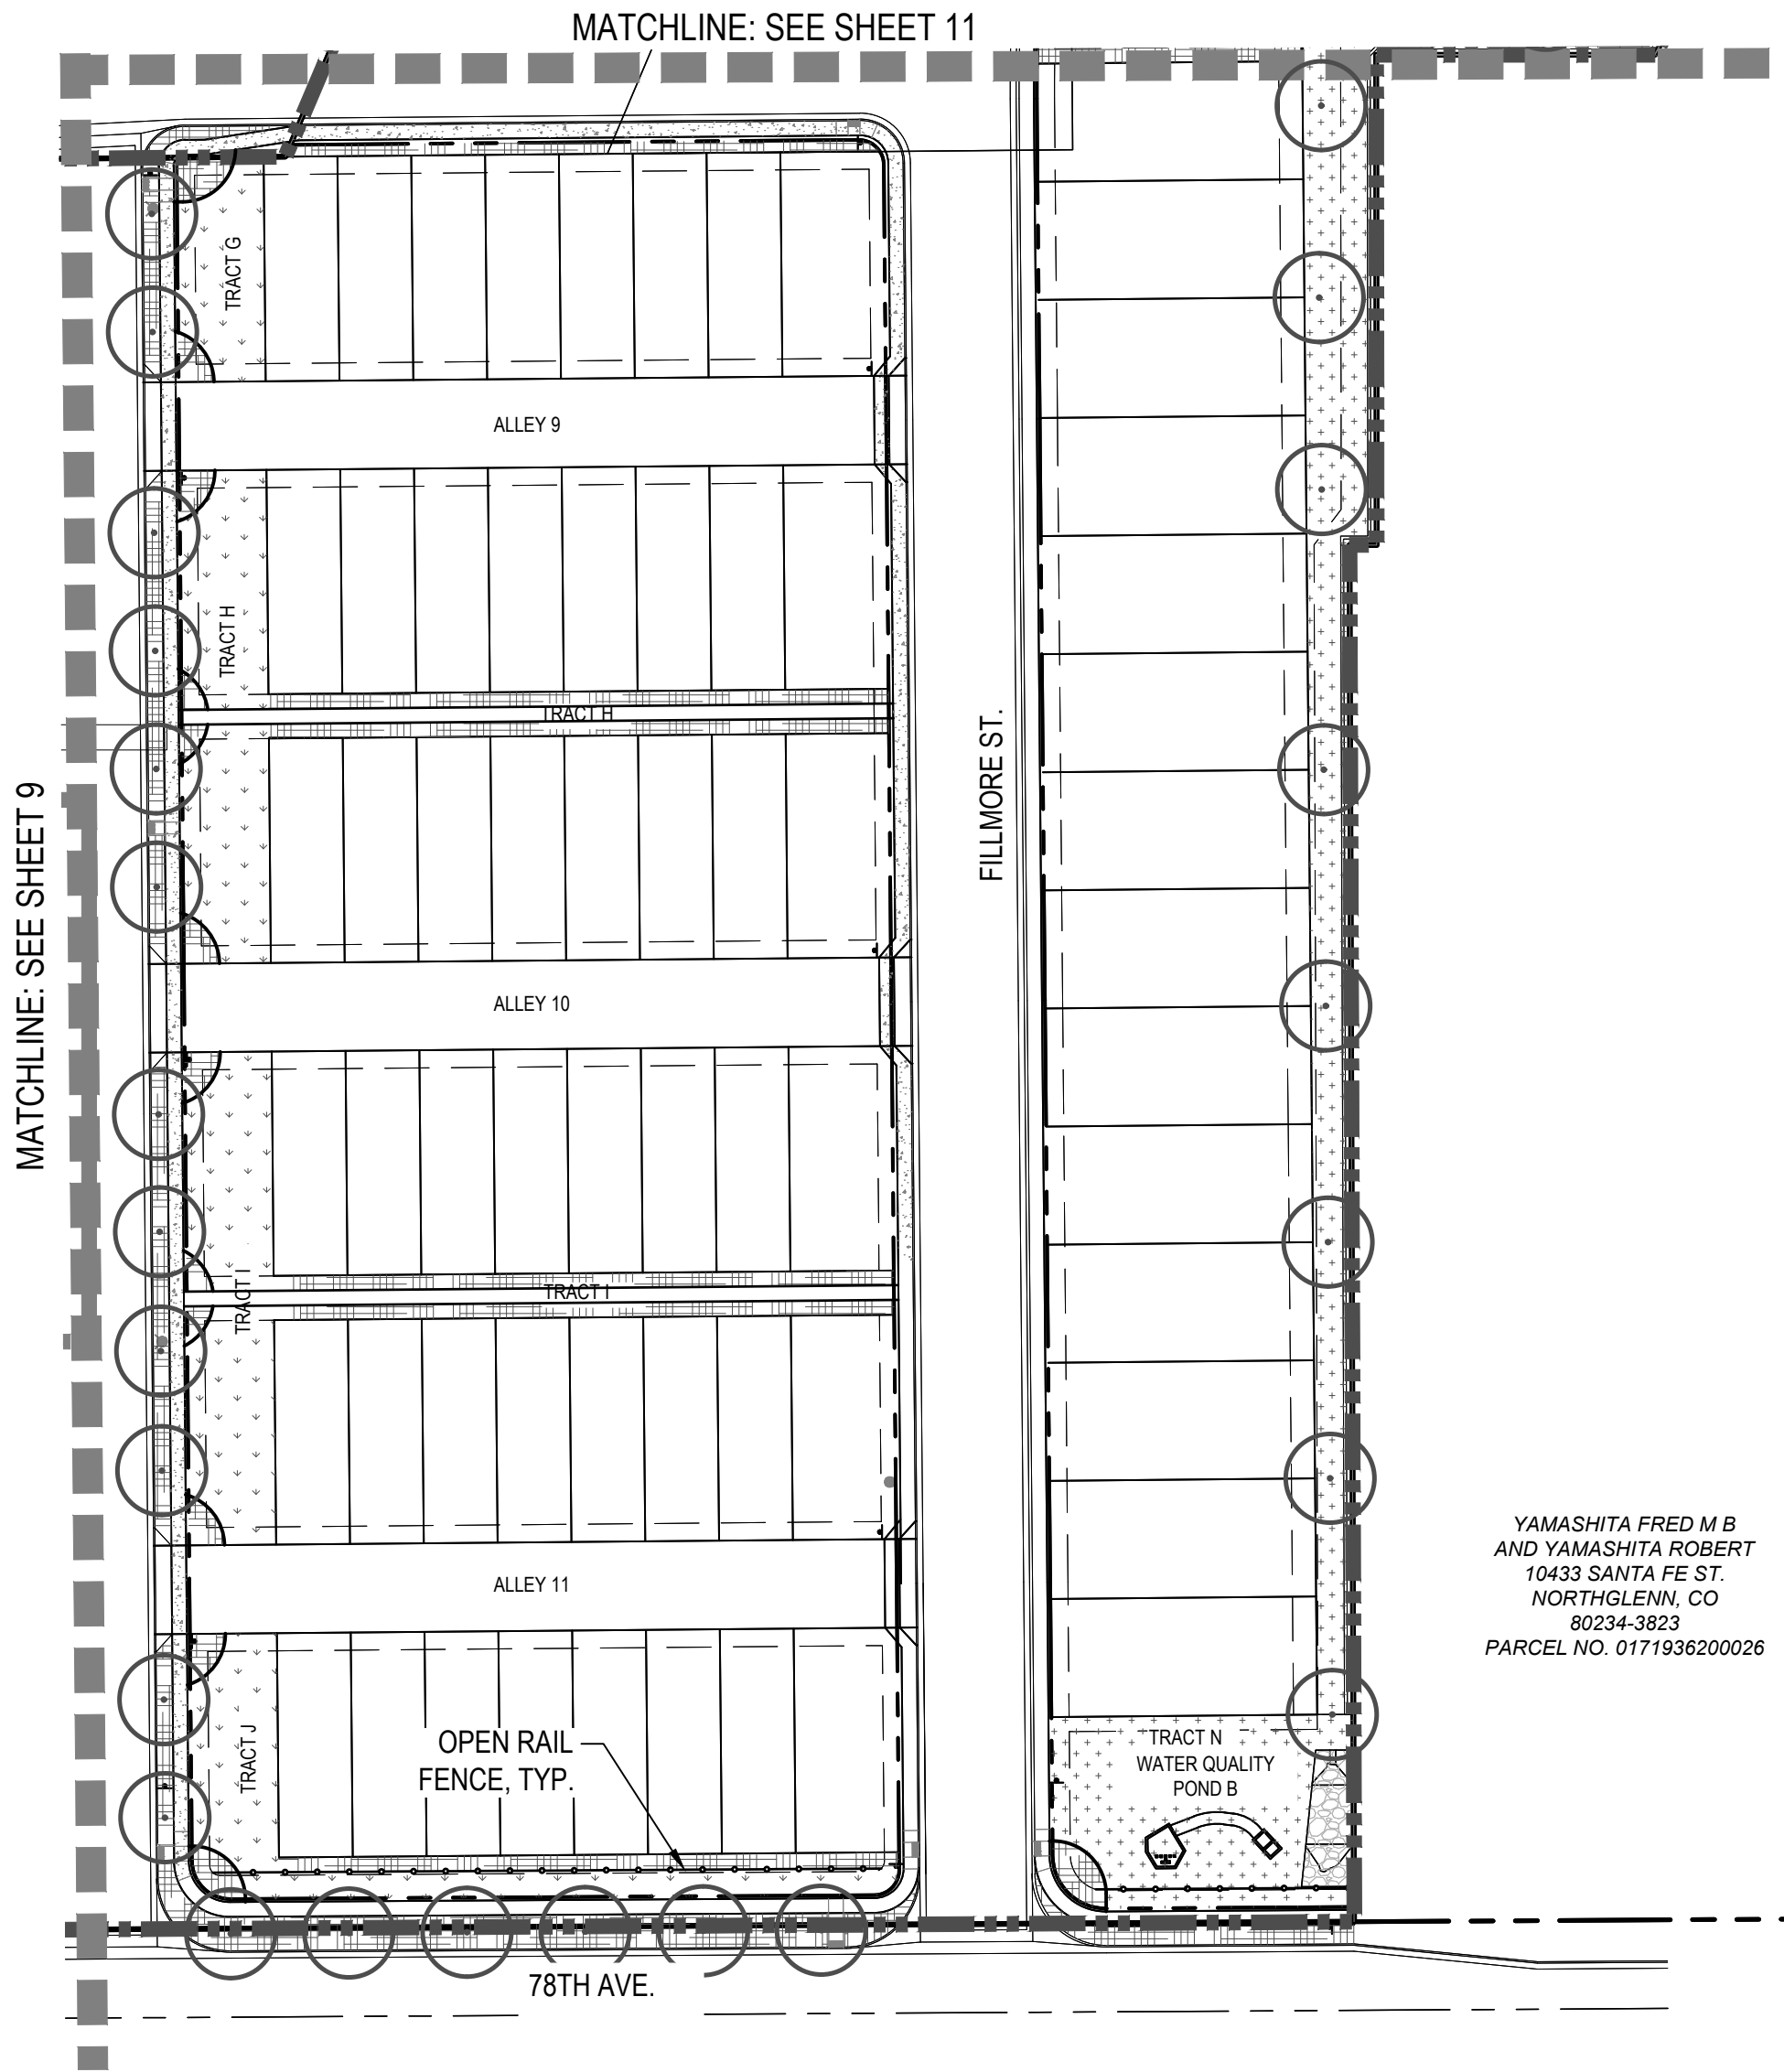 MATCHLINE: SEE SHEET 11
TRACT G
ALLEY 9
TRACT H
TRACT H
FILLMORE ST.
MATCHLINE: SEE SHEET 9
ALLEY 10
TRACT I
TRACT I
ALLEY 11
YAMASHITA FRED M B
AND YAMASHITA ROBERT
10433 SANTA FE ST.
NORTHGLENN, CO
80234-3823
PARCEL NO. 0171936200026
TRACT J
OPEN RAIL
FENCE, TYP.
TRACT N
WATER QUALITY
POND B
78TH AVE.